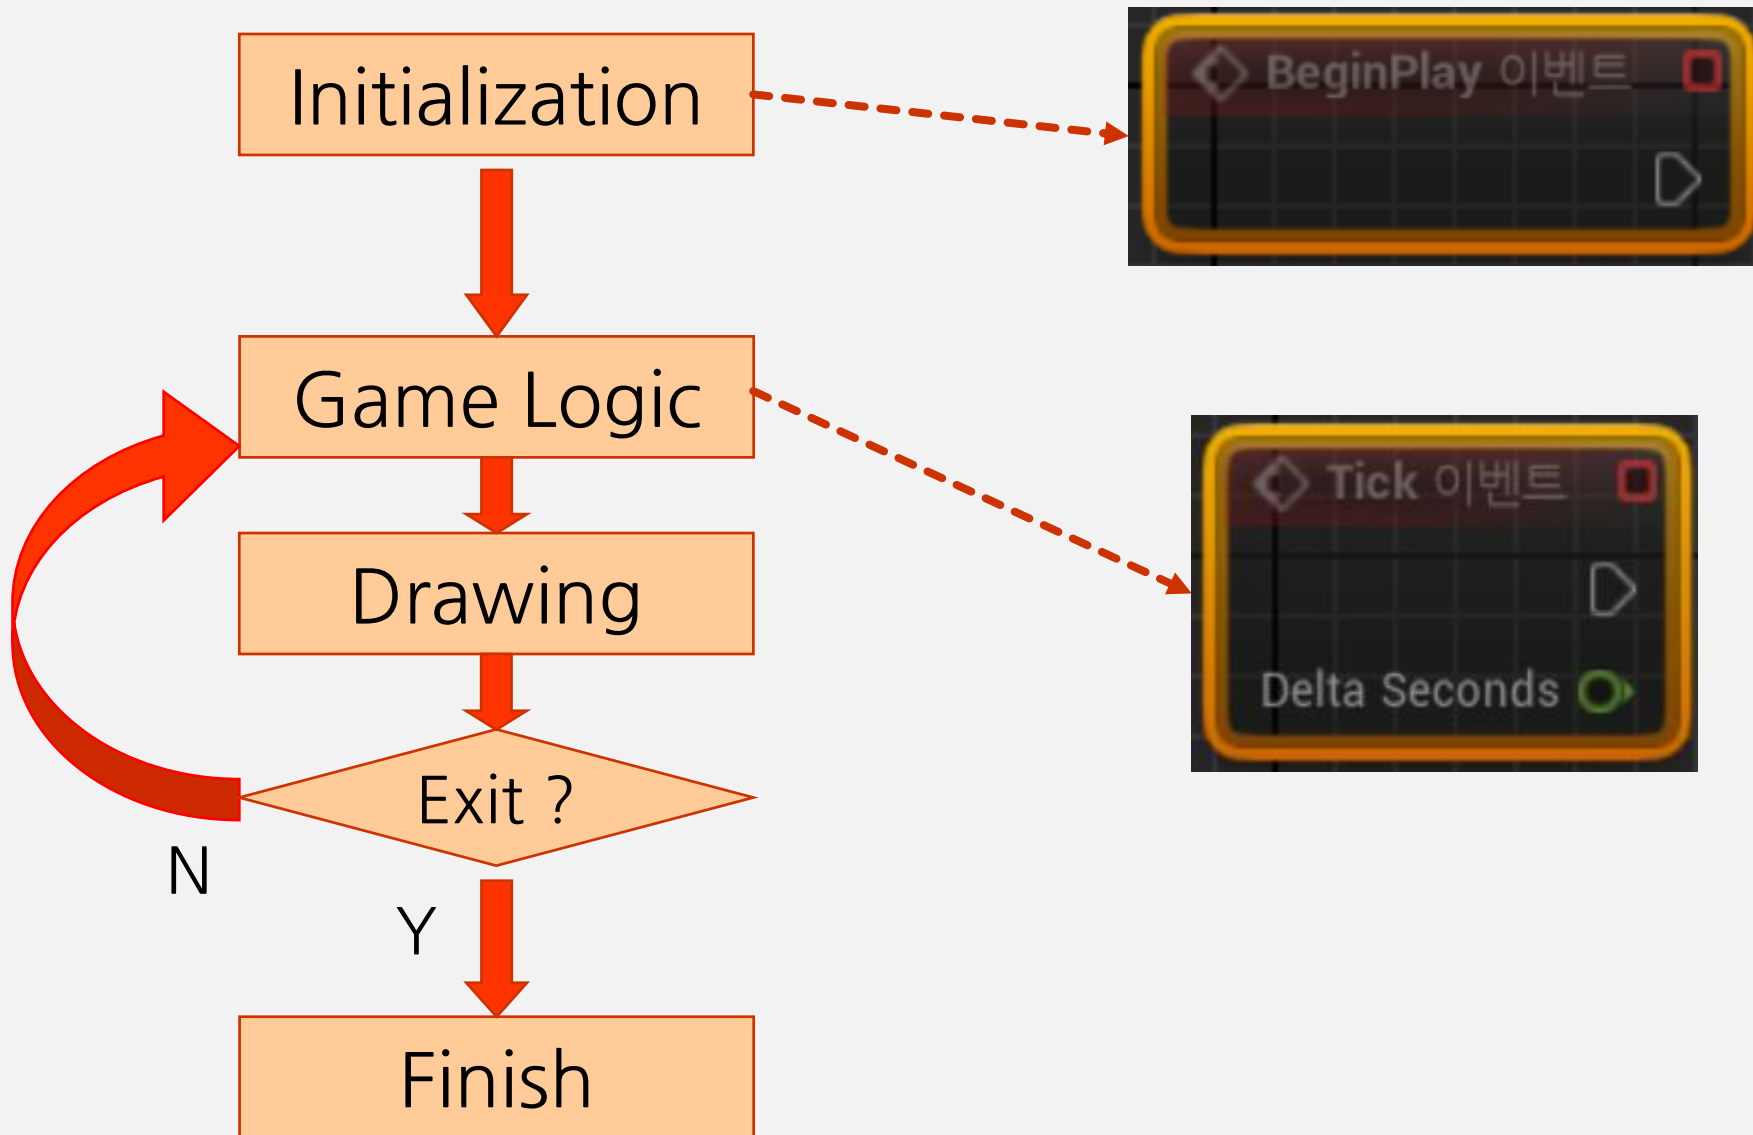 Initialization
BeginPlay 이벤트
Game Logic
Tick 이벤트
Delta Seconds
Drawing
Exit ?
N
Y
Finish